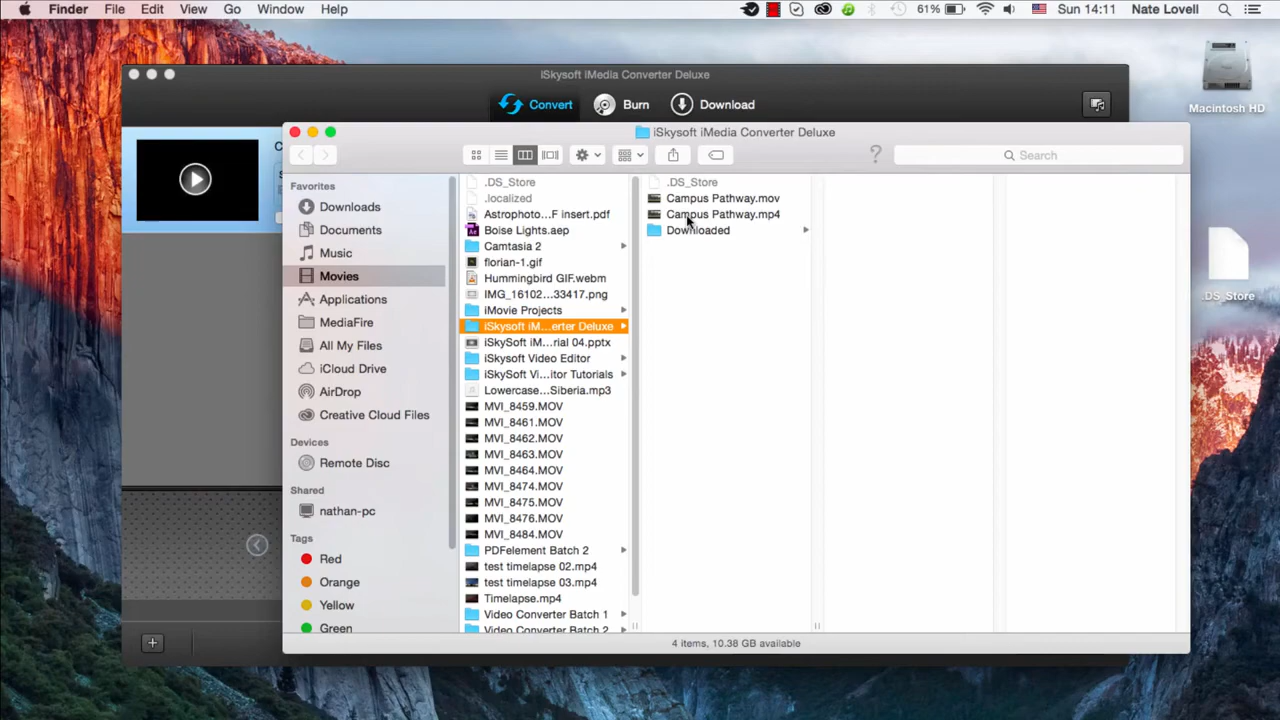 Finder File Edit View Go Window Help 61% Sun 14:11 Nate Lovell
Macintosh HD
.DS_Store
iSkysoft iMedia Converter Deluxe
Convert Burn Download
C
iSkysoft iMedia Converter Deluxe
? Search
Favorites
Downloads
Documents
Music
Movies
Applications
MediaFire
All My Files
iCloud Drive
AirDrop
Creative Cloud Files
Devices
Remote Disc
Shared
nathan-pc
Tags
Red
Orange
Yellow
Green
.DS_Store
.localized
Astrophoto...F insert.pdf
Boise Lights.aep
Camtasia 2
florian-1.gif
Hummingbird GIF.webm
IMG_16102...33417.png
iMovie Projects
iSkysoft iM...erter Deluxe
iSkySoft iM...rial 04.pptx
iSkysoft Video Editor
iSkySoft Vi...itor Tutorials
Lowercase...Siberia.mp3
MVI_8459.MOV
MVI_8461.MOV
MVI_8462.MOV
MVI_8463.MOV
MVI_8464.MOV
MVI_8474.MOV
MVI_8475.MOV
MVI_8476.MOV
MVI_8484.MOV
PDFelement Batch 2
test timelapse 02.mp4
test timelapse 03.mp4
Timelapse.mp4
Video Converter Batch 1
Video Converter Batch 2
.DS_Store
Campus Pathway.mov
Campus Pathway.mp4
Downloaded
4 items, 10.38 GB available